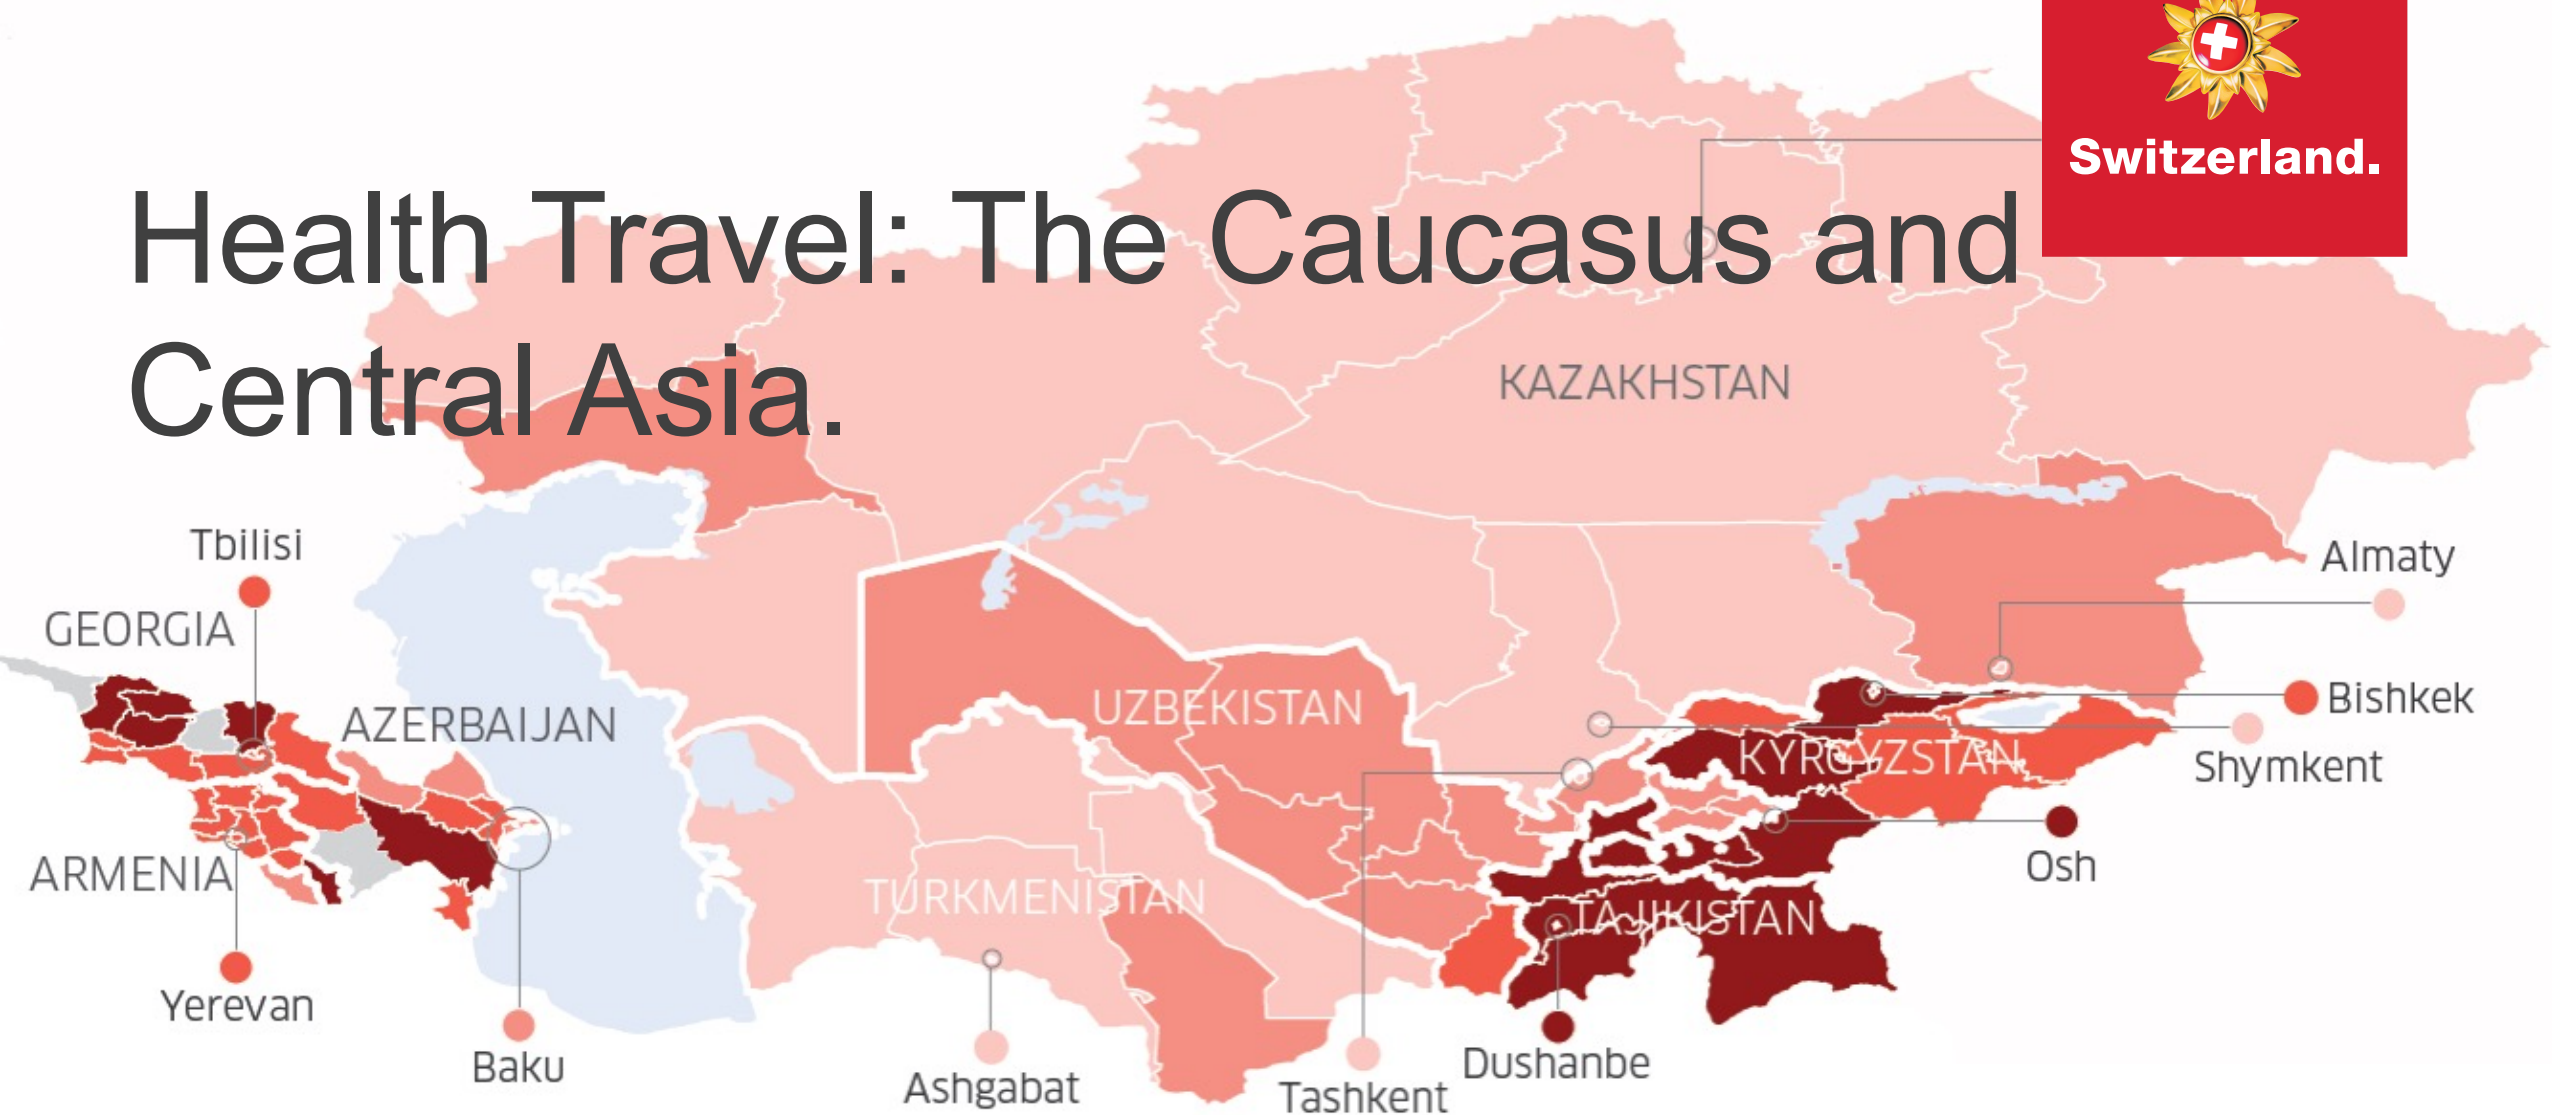 Switzerland.
Health Travel: The Caucasus and
Central Asia.
KAZAKHSTAN
Tbilisi
GEORGIA
Almaty
AZERBAIJAN
UZBEKISTAN
Bishkek
KYRGYZSTAN
Shymkent
ARMENIA
Osh
TURKMENISTAN
TAJIKISTAN
Yerevan
Baku
Dushanbe
Ashgabat
Tashkent